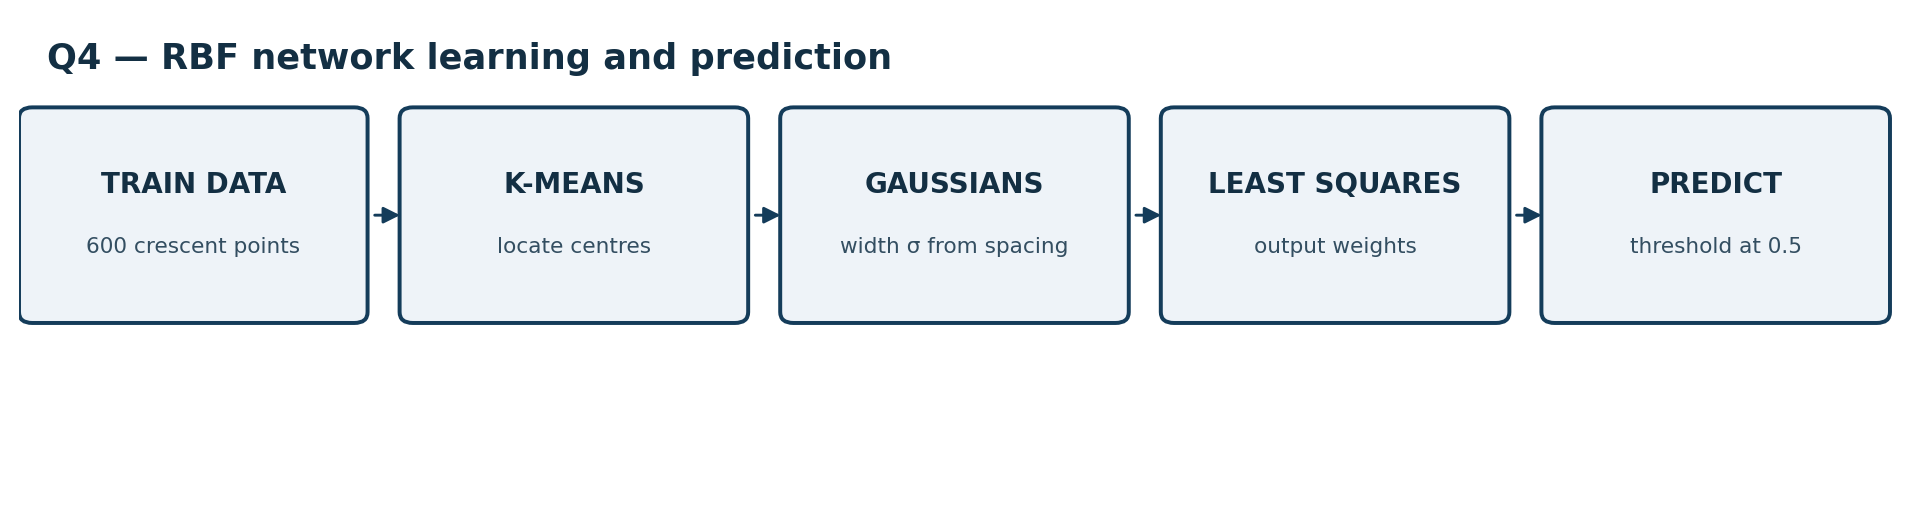 Q4 — RBF network learning and prediction
TRAIN DATA
600 crescent points
K-MEANS
locate centres
GAUSSIANS
width σ from spacing
LEAST SQUARES
output weights
PREDICT
threshold at 0.5